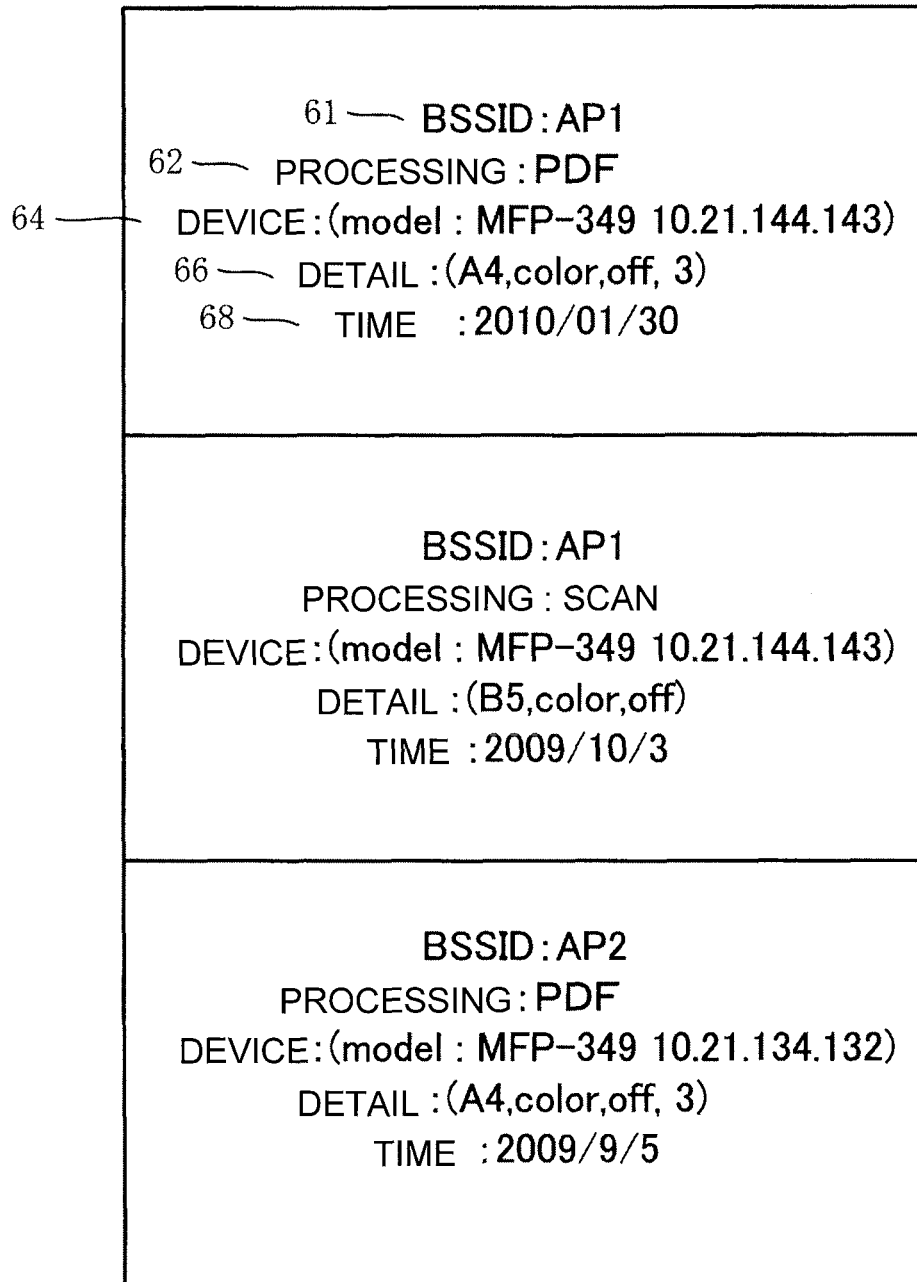 61 BSSID:AP1
62 PROCESSING:PDF
64 DEVICE:(model : MFP-349 10.21.144.143)
66 DETAIL:(A4,color,off, 3)
68 TIME :2010/01/30
BSSID:AP1
PROCESSING : SCAN
DEVICE:(model : MFP-349 10.21.144.143)
DETAIL:(B5,color,off)
TIME :2009/10/3
BSSID:AP2
PROCESSING:PDF
DEVICE:(model : MFP-349 10.21.134.132)
DETAIL:(A4,color,off, 3)
TIME :2009/9/5